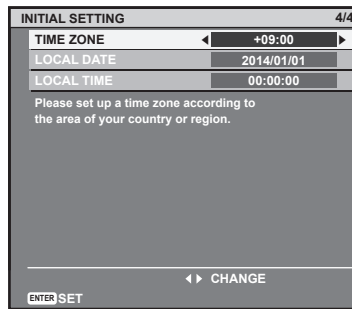 INITIAL SETTING 4/4
TIME ZONE +09:00
LOCAL DATE 2014/01/01
LOCAL TIME 00:00:00
Please set up a time zone according to
the area of your country or region.
CHANGE
ENTER SET